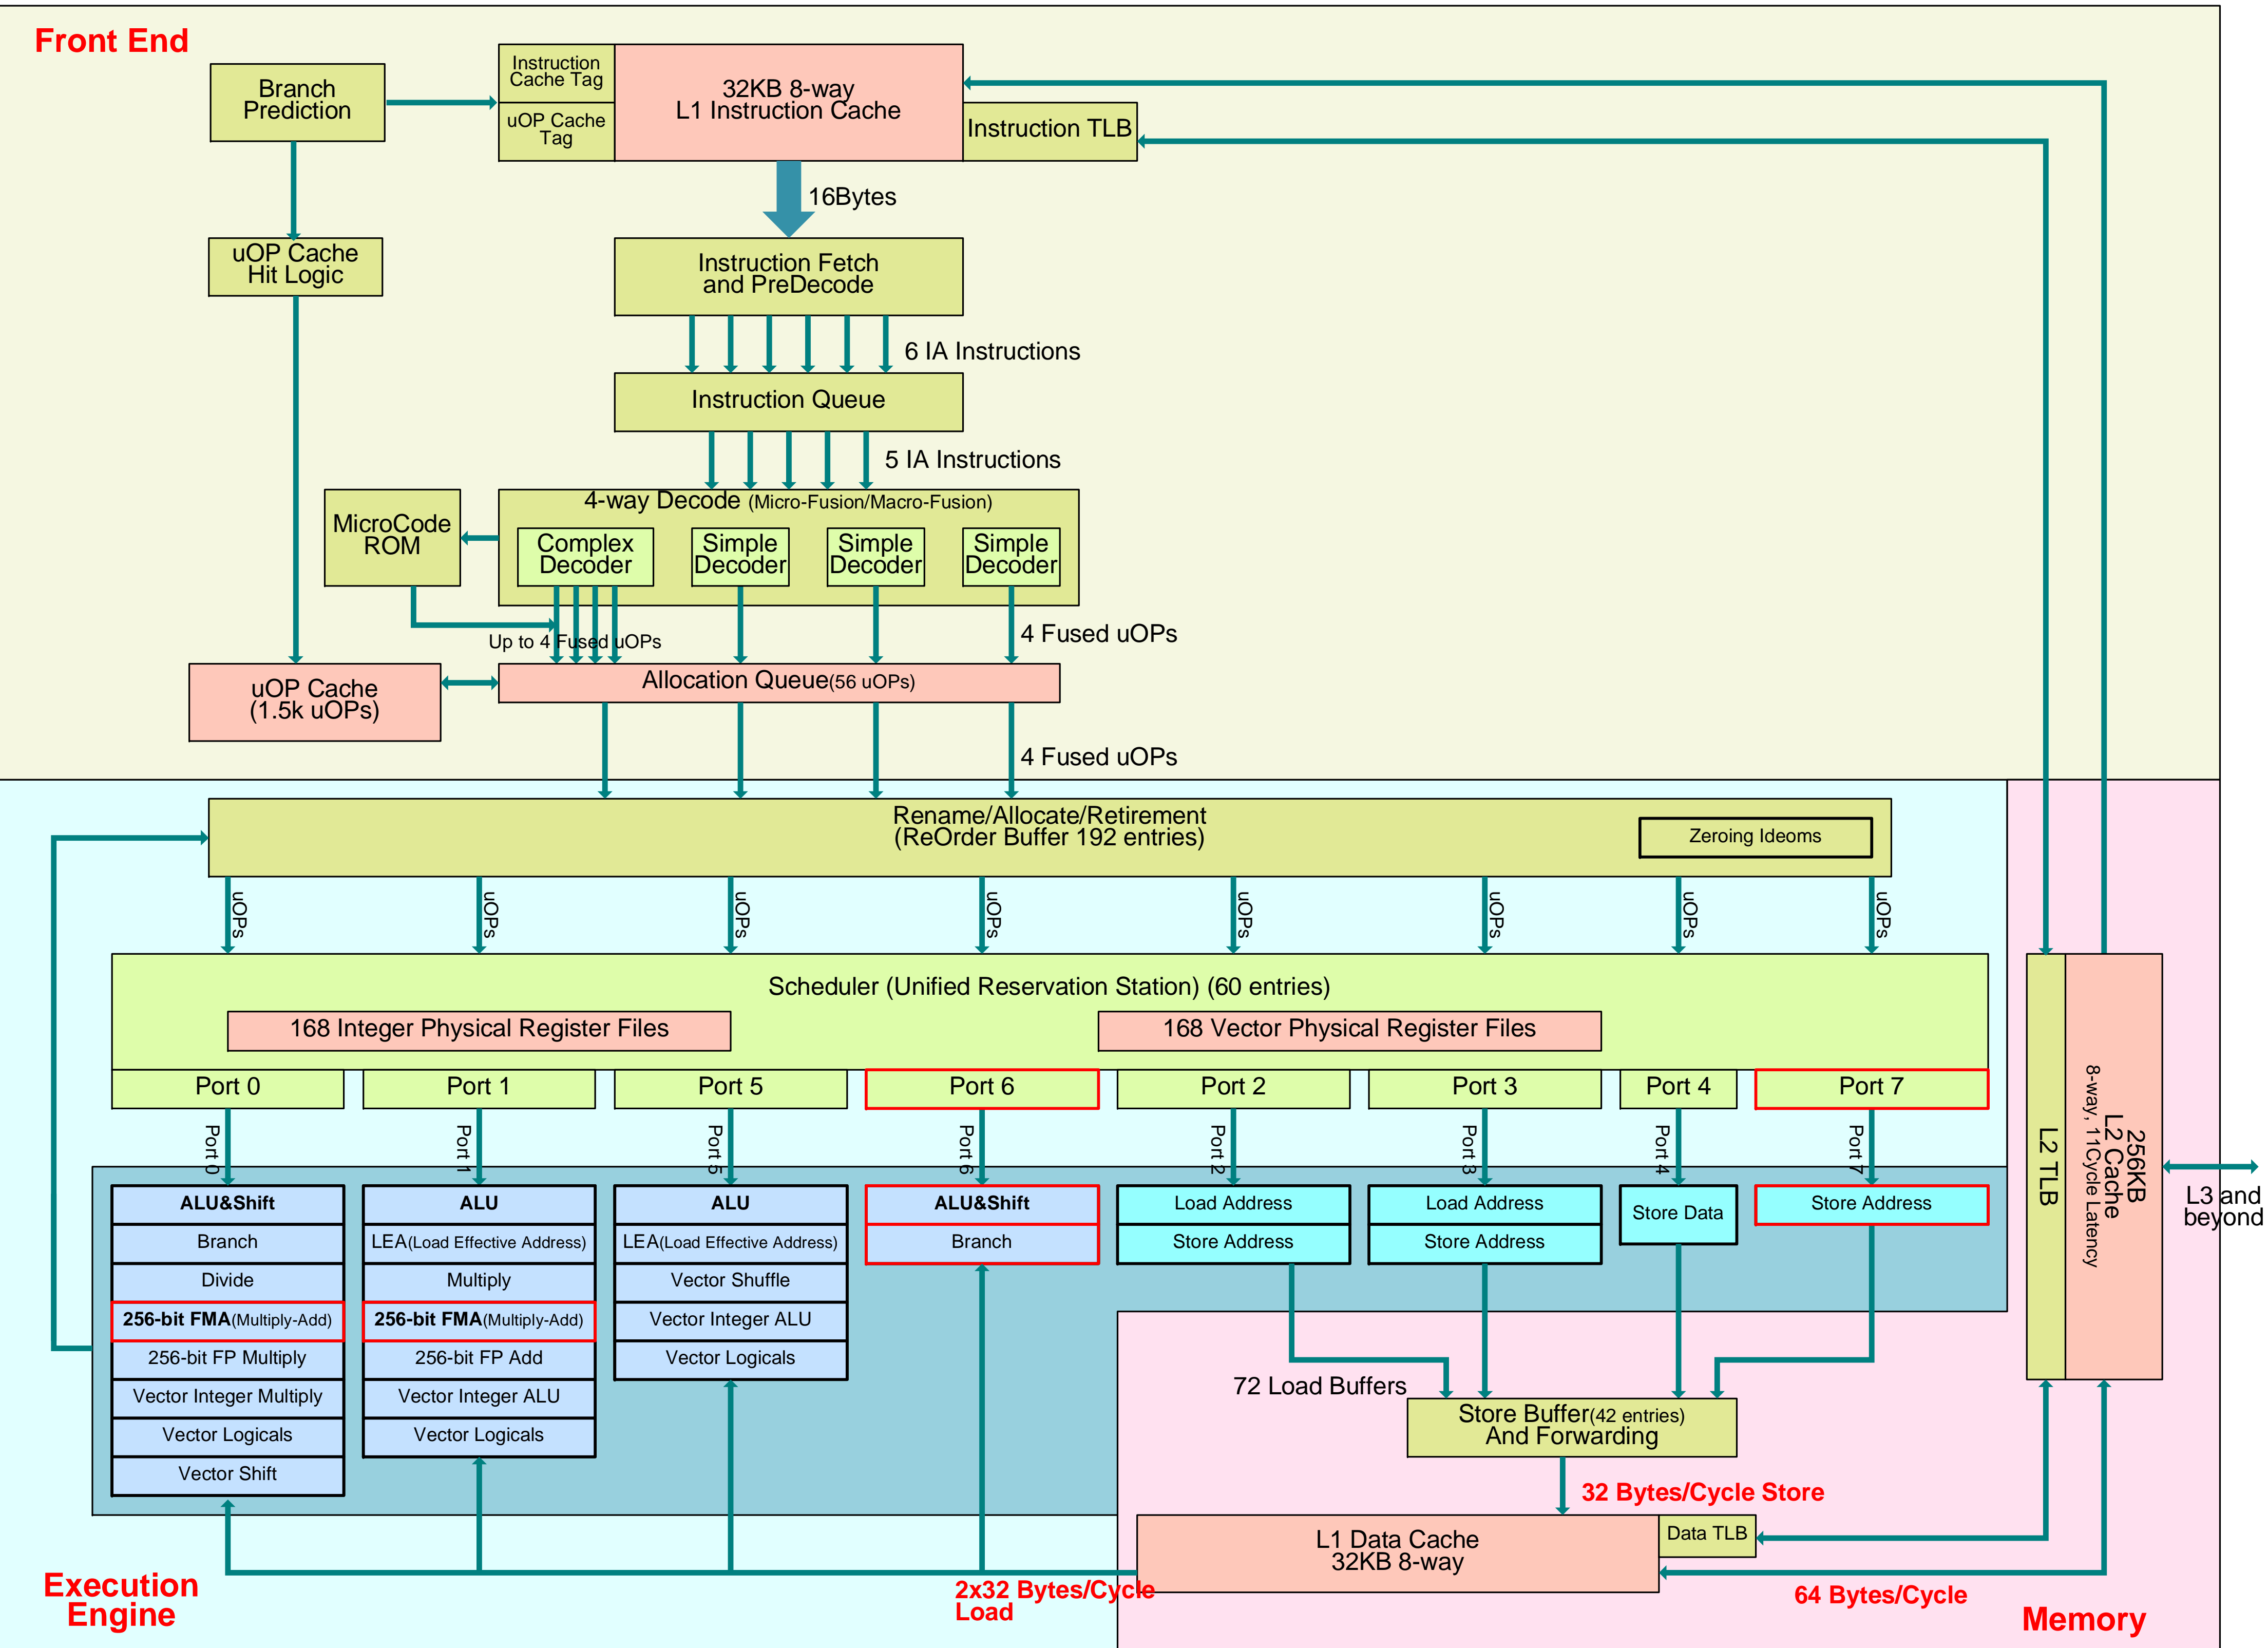 Front End
Branch
Prediction
Instruction
Cache Tag
uOP Cache
Tag
32KB 8-way
L1 Instruction Cache
Instruction TLB
16Bytes
uOP Cache
Hit Logic
Instruction Fetch
and PreDecode
6 IA Instructions
Instruction Queue
5 IA Instructions
MicroCode
ROM
4-way Decode (Micro-Fusion/Macro-Fusion)
Complex
Decoder
Simple
Decoder
Simple
Decoder
Simple
Decoder
Up to 4 Fused uOPs
4 Fused uOPs
uOP Cache
(1.5k uOPs)
Allocation Queue(56 uOPs)
4 Fused uOPs
Rename/Allocate/Retirement
(ReOrder Buffer 192 entries)
Zeroing Ideoms
uOPs
uOPs
uOPs
uOPs
uOPs
uOPs
uOPs
uOPs
Scheduler (Unified Reservation Station) (60 entries)
168 Integer Physical Register Files
168 Vector Physical Register Files
Port 0
Port 1
Port 5
Port 6
Port 2
Port 3
Port 4
Port 7
Port 0
Port 1
Port 5
Port 6
Port 2
Port 3
Port 4
Port 7
ALU&Shift
Branch
Divide
256-bit FMA(Multiply-Add)
256-bit FP Multiply
Vector Integer Multiply
Vector Logicals
Vector Shift
ALU
LEA(Load Effective Address)
Multiply
256-bit FMA(Multiply-Add)
256-bit FP Add
Vector Integer ALU
Vector Logicals
ALU
LEA(Load Effective Address)
Vector Shuffle
Vector Integer ALU
Vector Logicals
ALU&Shift
Branch
Load Address
Store Address
Load Address
Store Address
Store Data
Store Address
L2 TLB
256KB
L2 Cache
8-way, 11Cycle Latency
L3 and
beyond
72 Load Buffers
Store Buffer(42 entries)
And Forwarding
32 Bytes/Cycle Store
L1 Data Cache
32KB 8-way
Data TLB
2x32 Bytes/Cycle
Load
64 Bytes/Cycle
Execution
Engine
Memory